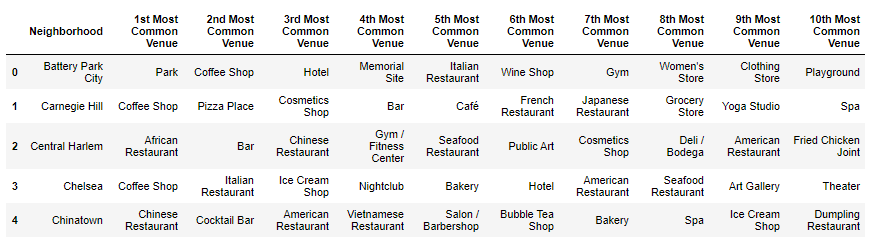 Neighborhood 1st Most Common Venue 2nd Most Common Venue 3rd Most Common Venue 4th Most Common Venue 5th Most Common Venue 6th Most Common Venue 7th Most Common Venue 8th Most Common Venue 9th Most Common Venue 10th Most Common Venue
0 Battery Park City Park Coffee Shop Hotel Memorial Site Italian Restaurant Wine Shop Gym Women's Store Clothing Store Playground
1 Carnegie Hill Coffee Shop Pizza Place Cosmetics Shop Bar Café French Restaurant Japanese Restaurant Grocery Store Yoga Studio Spa
2 Central Harlem African Restaurant Bar Chinese Restaurant Gym / Fitness Center Seafood Restaurant Public Art Cosmetics Shop Deli / Bodega American Restaurant Fried Chicken Joint
3 Chelsea Coffee Shop Italian Restaurant Ice Cream Shop Nightclub Bakery Hotel American Restaurant Seafood Restaurant Art Gallery Theater
4 Chinatown Chinese Restaurant Cocktail Bar American Restaurant Vietnamese Restaurant Salon / Barbershop Bubble Tea Shop Bakery Spa Ice Cream Shop Dumpling Restaurant